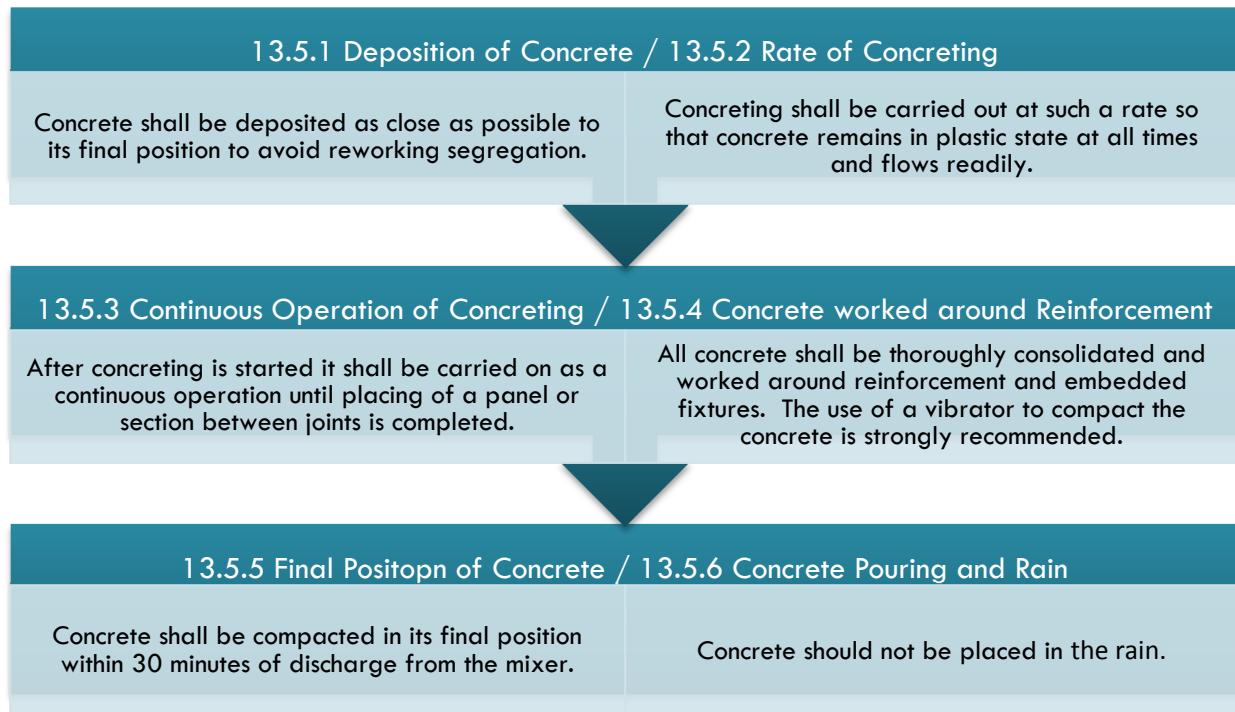 13.5.1 Deposition of Concrete / 13.5.2 Rate of Concreting
Concrete shall be deposited as close as possible to
its final position to avoid reworking segregation.
Concreting shall be carried out at such a rate so
that concrete remains in plastic state at all times
and flows readily.
13.5.3 Continuous Operation of Concreting / 13.5.4 Concrete worked around Reinforcement
After concreting is started it shall be carried on as a
continuous operation until placing of a panel or
section between joints is completed.
All concrete shall be thoroughly consolidated and
worked around reinforcement and embedded
fixtures. The use of a vibrator to compact the
concrete is strongly recommended.
13.5.5 Final Positopn of Concrete / 13.5.6 Concrete Pouring and Rain
Concrete shall be compacted in its final position
within 30 minutes of discharge from the mixer.
Concrete should not be placed in the rain.